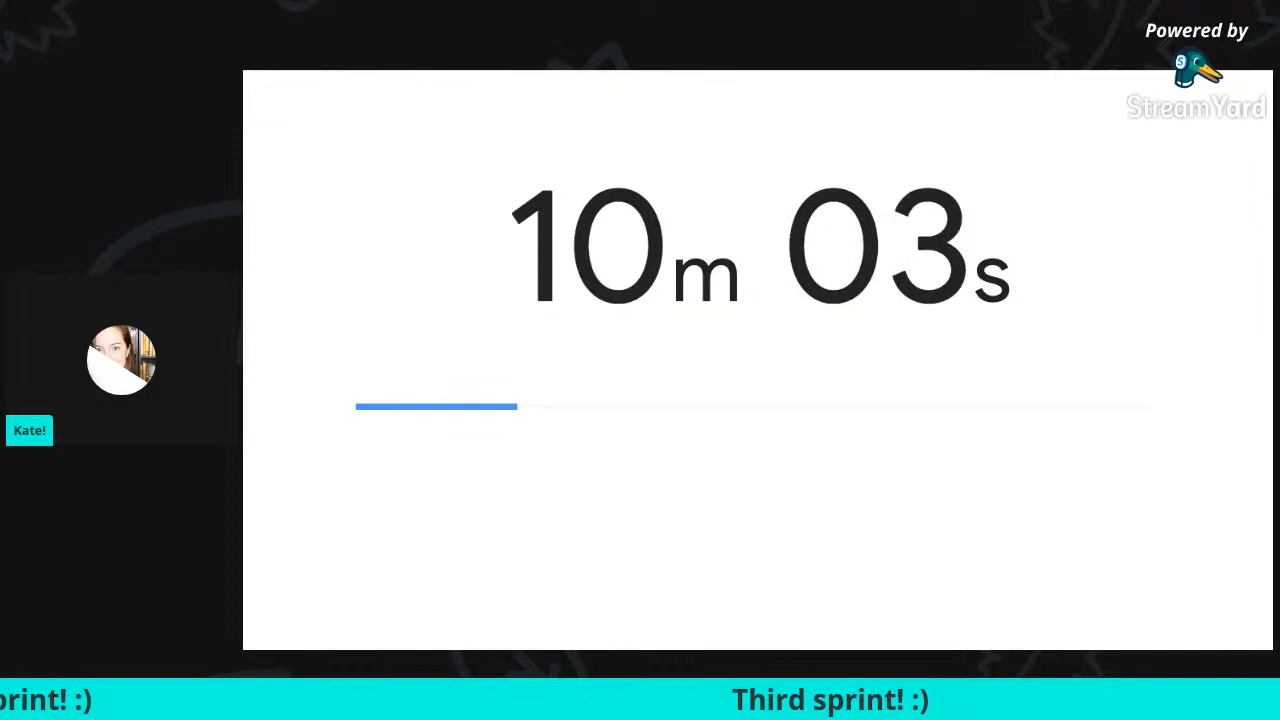 Powered by
StreamYard
10m 03s
Kate!
print! :)
Third sprint! :)